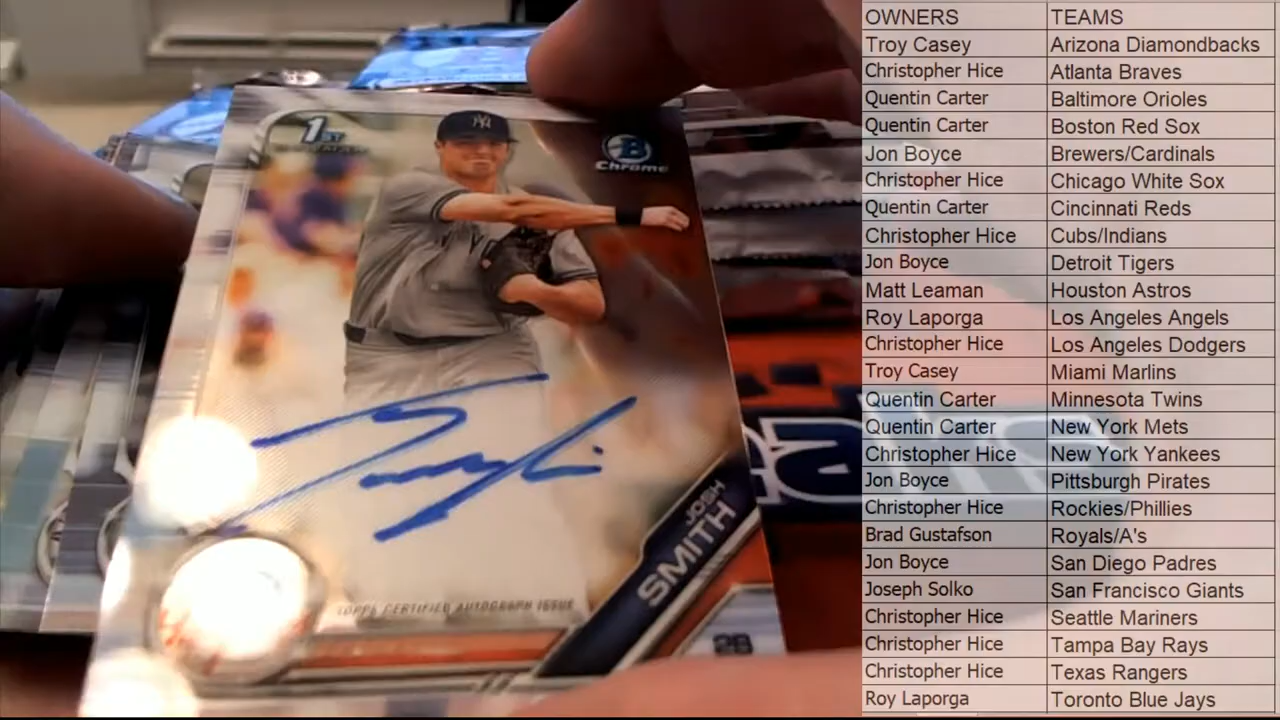 1ST
Chrome
NY
JOSH
SMITH
TOPPS CERTIFIED AUTOGRAPH ISSUE
OWNERS TEAMS
Troy Casey Arizona Diamondbacks
Christopher Hice Atlanta Braves
Quentin Carter Baltimore Orioles
Quentin Carter Boston Red Sox
Jon Boyce Brewers/Cardinals
Christopher Hice Chicago White Sox
Quentin Carter Cincinnati Reds
Christopher Hice Cubs/Indians
Jon Boyce Detroit Tigers
Matt Leaman Houston Astros
Roy Laporga Los Angeles Angels
Christopher Hice Los Angeles Dodgers
Troy Casey Miami Marlins
Quentin Carter Minnesota Twins
Quentin Carter New York Mets
Christopher Hice New York Yankees
Jon Boyce Pittsburgh Pirates
Christopher Hice Rockies/Phillies
Brad Gustafson Royals/A's
Jon Boyce San Diego Padres
Joseph Solko San Francisco Giants
Christopher Hice Seattle Mariners
Christopher Hice Tampa Bay Rays
Christopher Hice Texas Rangers
Roy Laporga Toronto Blue Jays